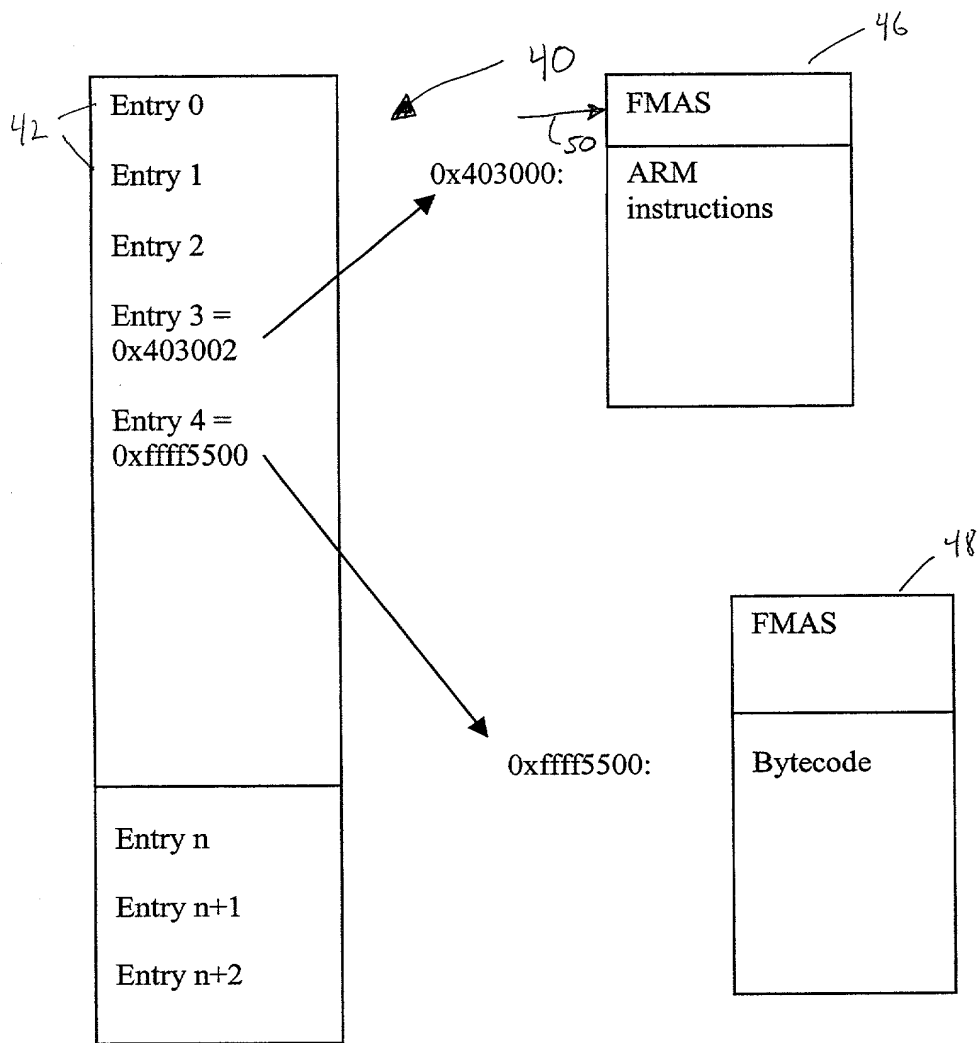 46
40
42
Entry 0
FMAS
50
Entry 1
0x403000:
ARM
instructions
Entry 2
Entry 3 =
0x403002
Entry 4 =
0xffff5500
48
FMAS
0xffff5500:
Bytecode
Entry n
Entry n+1
Entry n+2